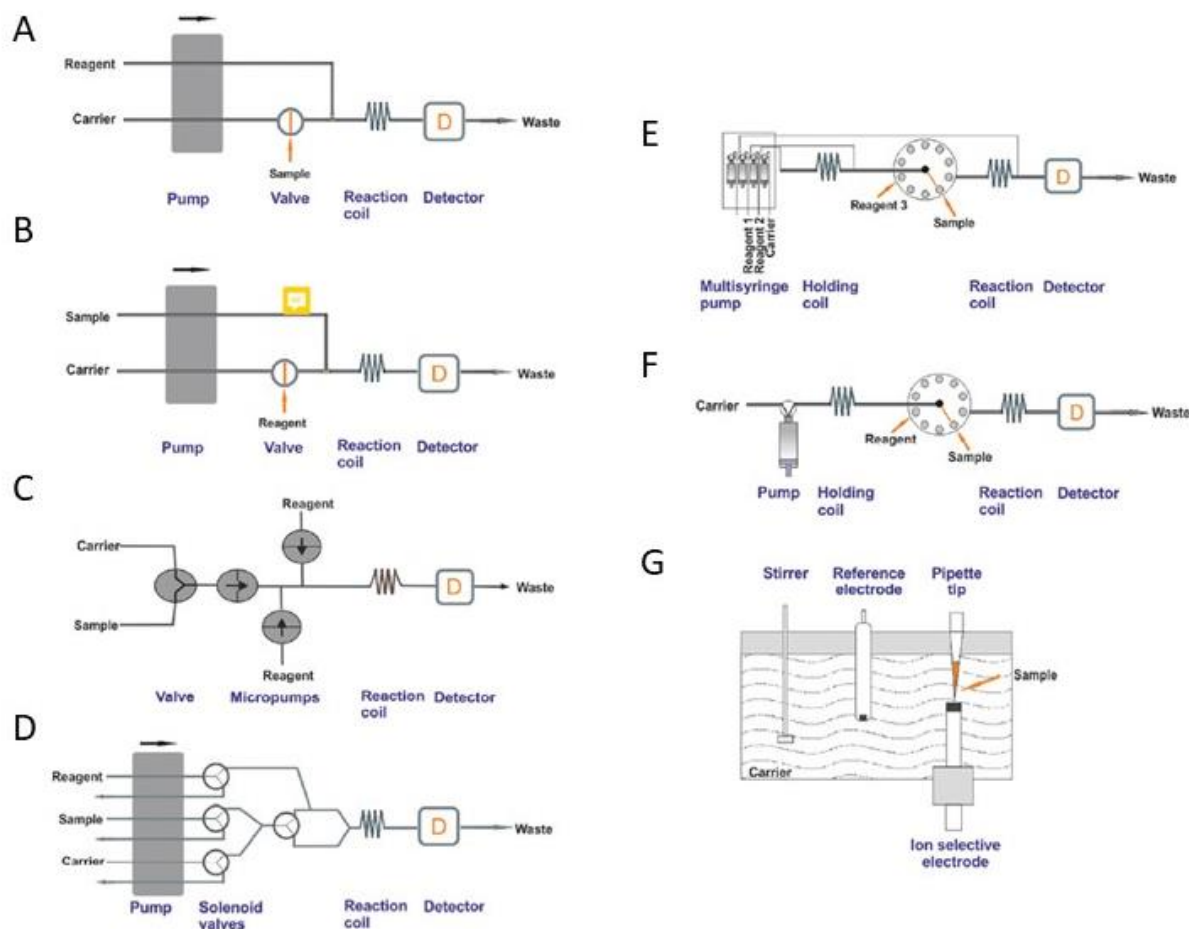 A
Reagent
Carrier
D
Waste
Sample
Pump
Valve
Reaction
coil
Detector
B
Sample
Carrier
D
Waste
Reagent
Pump
Valve
Reaction
coil
Detector
C
Reagent
Carrier
D
Waste
Sample
Reagent
Valve
Micropumps
Reaction
coil
Detector
D
Reagent
Sample
D
Waste
Carrier
Pump
Solenoid
valves
Reaction
coil
Detector
E
D
Waste
Reagent 3
Sample
Reagent 1
Reagent 2
Carrier
Multisyringe
pump
Holding
coil
Reaction
coil
Detector
F
Carrier
D
Waste
Reagent
Sample
Pump
Holding
coil
Reaction
coil
Detector
G
Stirrer
Reference
electrode
Pipette
tip
Sample
Carrier
Ion selective
electrode